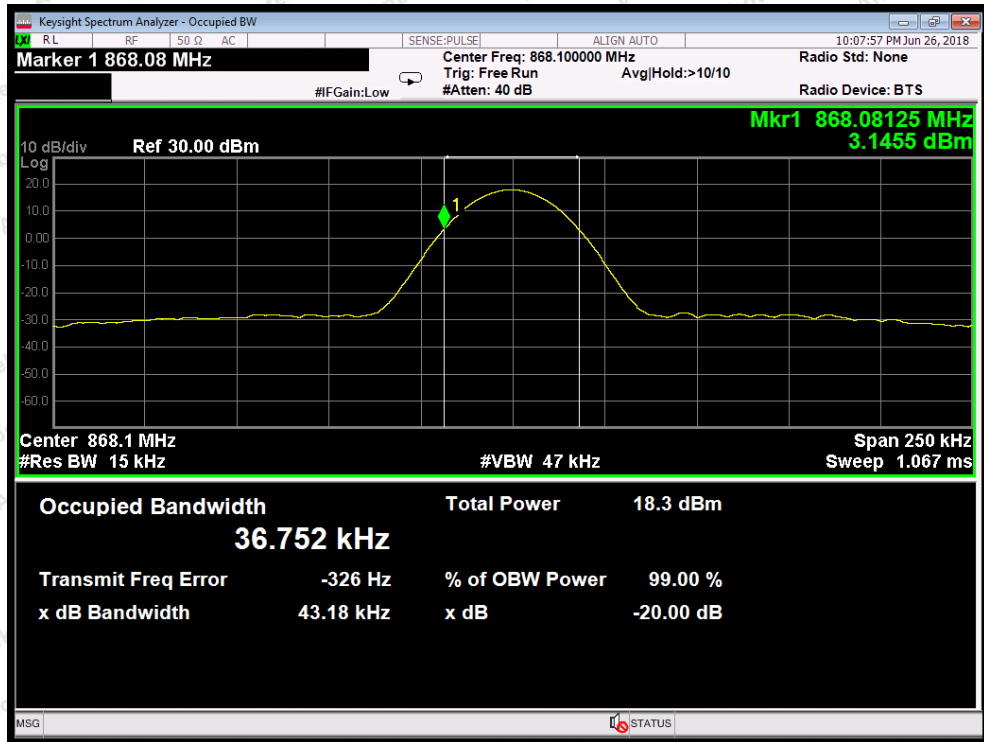 Keysight Spectrum Analyzer - Occupied BW
LXI RL RF 50 Ω AC SENSE:PULSE ALIGN AUTO 10:07:57 PM Jun 26, 2018
Marker 1 868.08 MHz Center Freq: 868.100000 MHz Radio Std: None
Trig: Free Run Avg|Hold:>10/10
#IFGain:Low #Atten: 40 dB Radio Device: BTS
Mkr1 868.08125 MHz
10 dB/div Ref 30.00 dBm 3.1455 dBm
Log
20.0
10.0
1
0.00
-10.0
-20.0
-30.0
-40.0
-50.0
-60.0
Center 868.1 MHz Span 250 kHz
#Res BW 15 kHz #VBW 47 kHz Sweep 1.067 ms
Occupied Bandwidth Total Power 18.3 dBm
36.752 kHz
Transmit Freq Error -326 Hz % of OBW Power 99.00 %
x dB Bandwidth 43.18 kHz x dB -20.00 dB
MSG STATUS